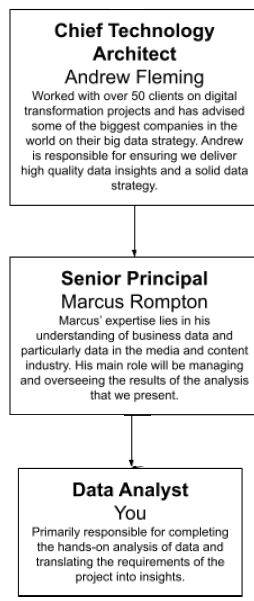 Chief Technology
Architect
Andrew Fleming
Worked with over 50 clients on digital
transformation projects and has advised
some of the biggest companies in the
world on their big data strategy. Andrew
is responsible for ensuring we deliver
high quality data insights and a solid data
strategy.
Senior Principal
Marcus Rompton
Marcus' expertise lies in his
understanding of business data and
particularly data in the media and content
industry. His main role will be managing
and overseeing the results of the analysis
that we present.
Data Analyst
You
Primarily responsible for completing
the hands-on analysis of data and
translating the requirements of the
project into insights.